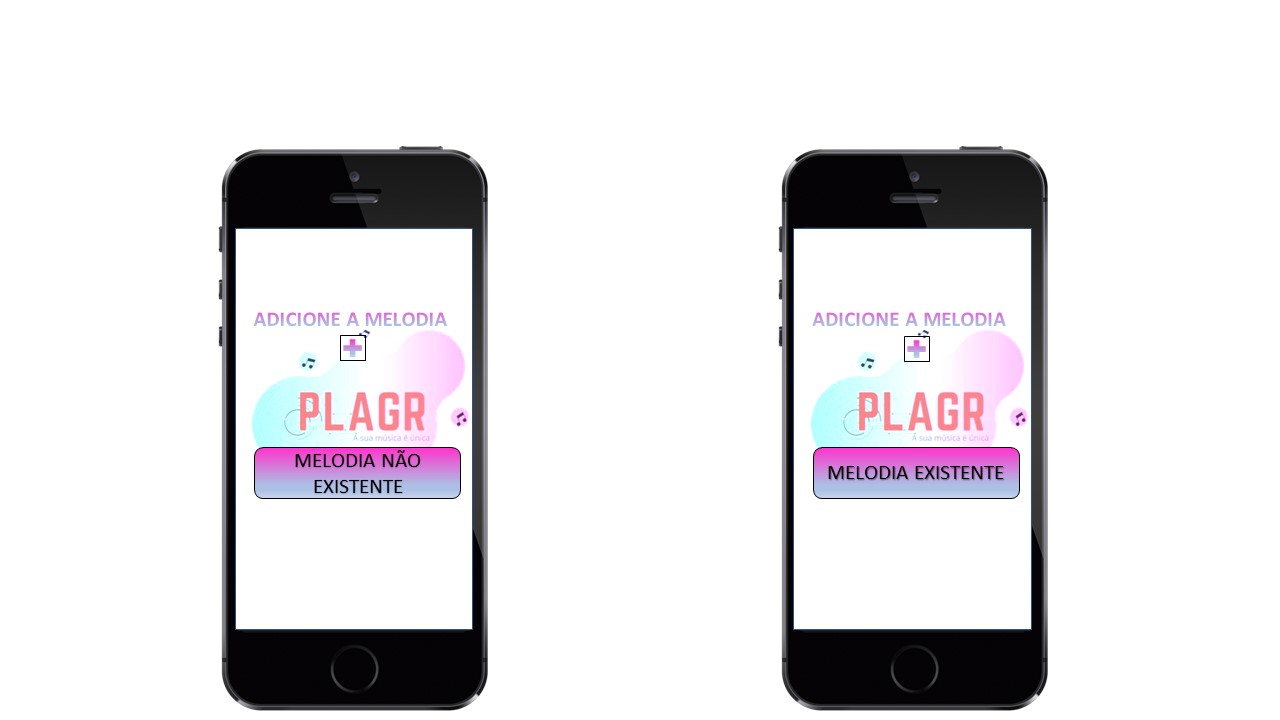 ADICIONE A MELODIA
PLAGR
A sua música é única
MELODIA NÃO
EXISTENTE
ADICIONE A MELODIA
PLAGR
A sua música é única
MELODIA EXISTENTE